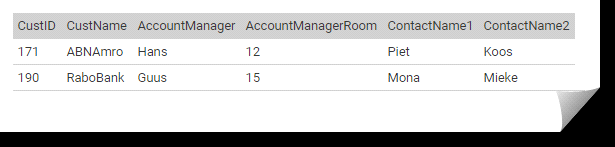 CustID CustName AccountManager AccountManagerRoom ContactName1 ContactName2
171 ABNAmro Hans 12 Piet Koos
190 RaboBank Guus 15 Mona Mieke